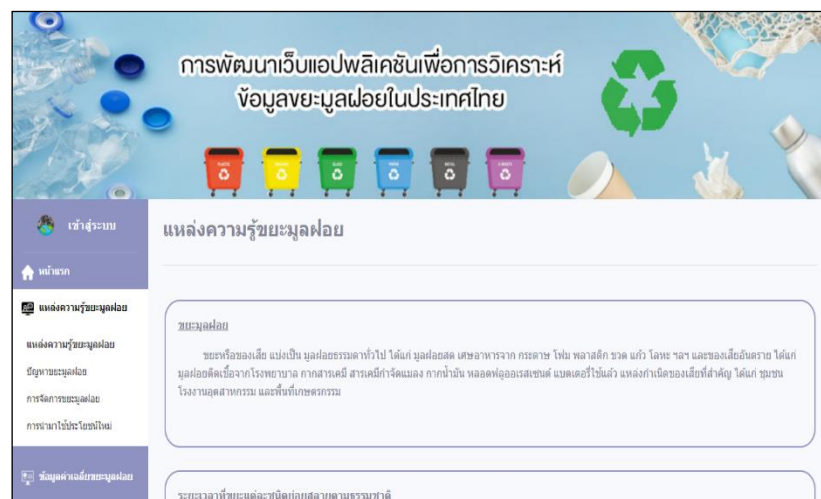 การพัฒนาเว็บแอปพลิเคชันเพื่อการวิเคราะห์
ข้อมูลขยะมูลฝอยในประเทศไทย
เข้าสู่ระบบ
หน้าแรก
แหล่งความรู้ขยะมูลฝอย
แหล่งความรู้ขยะมูลฝอย
ปัญหาขยะมูลฝอย
การจัดการขยะมูลฝอย
การนำมาใช้ประโยชน์ใหม่
ข้อมูลค่าเฉลี่ยขยะมูลฝอย
แหล่งความรู้ขยะมูลฝอย
ขยะมูลฝอย
ขยะหรือของเสีย แบ่งเป็น มูลฝอยธรรมดาทั่วไป ได้แก่ มูลฝอยสด เศษอาหารจาก กระดาษ โฟม พลาสติก ขวด แก้ว โลหะ ฯลฯ และของเสียอันตราย ได้แก่
มูลฝอยติดเชื้อจากโรงพยาบาล กากสารเคมี สารเคมีกำจัดแมลง กากน้ำมัน หลอดฟลูออเรสเซนต์ แบตเตอรี่ใช้แล้ว แหล่งกำเนิดของเสียที่สำคัญ ได้แก่ ชุมชน
โรงงานอุตสาหกรรม และพื้นที่เกษตรกรรม
ระยะเวลาที่ขยะแต่ละชนิดย่อยสลายตามธรรมชาติ